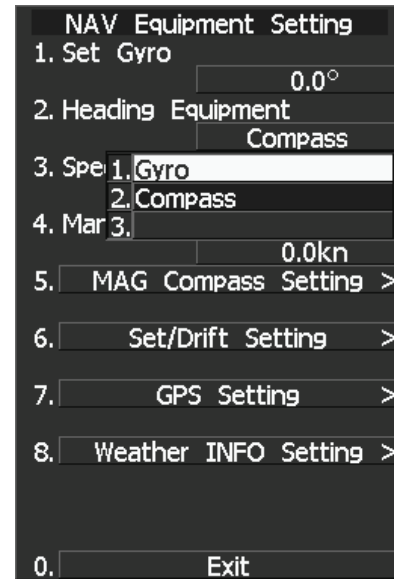 NAV Equipment Setting
1. Set Gyro
0.0°
2. Heading Equipment
Compass
3. Spe
1. Gyro
2. Compass
4. Mar
3.
0.0kn
5. MAG Compass Setting >
6. Set/Drift Setting >
7. GPS Setting >
8. Weather INFO Setting >
0. Exit